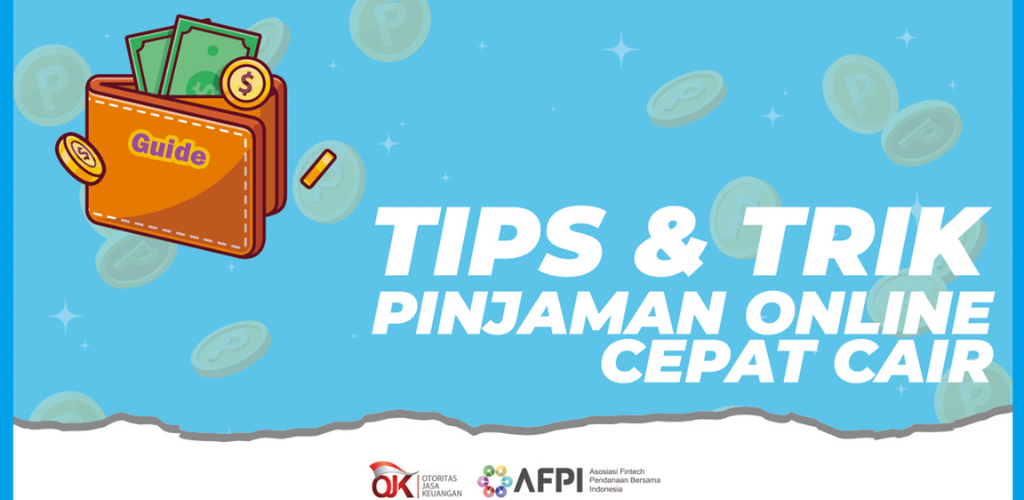 Guide
TIPS & TRIK
PINJAMAN ONLINE
CEPAT CAIR
OJK
OTORITAS
JASA
KEUANGAN
AFPI
Asosiasi Fintech
Pendanaan Bersama
Indonesia